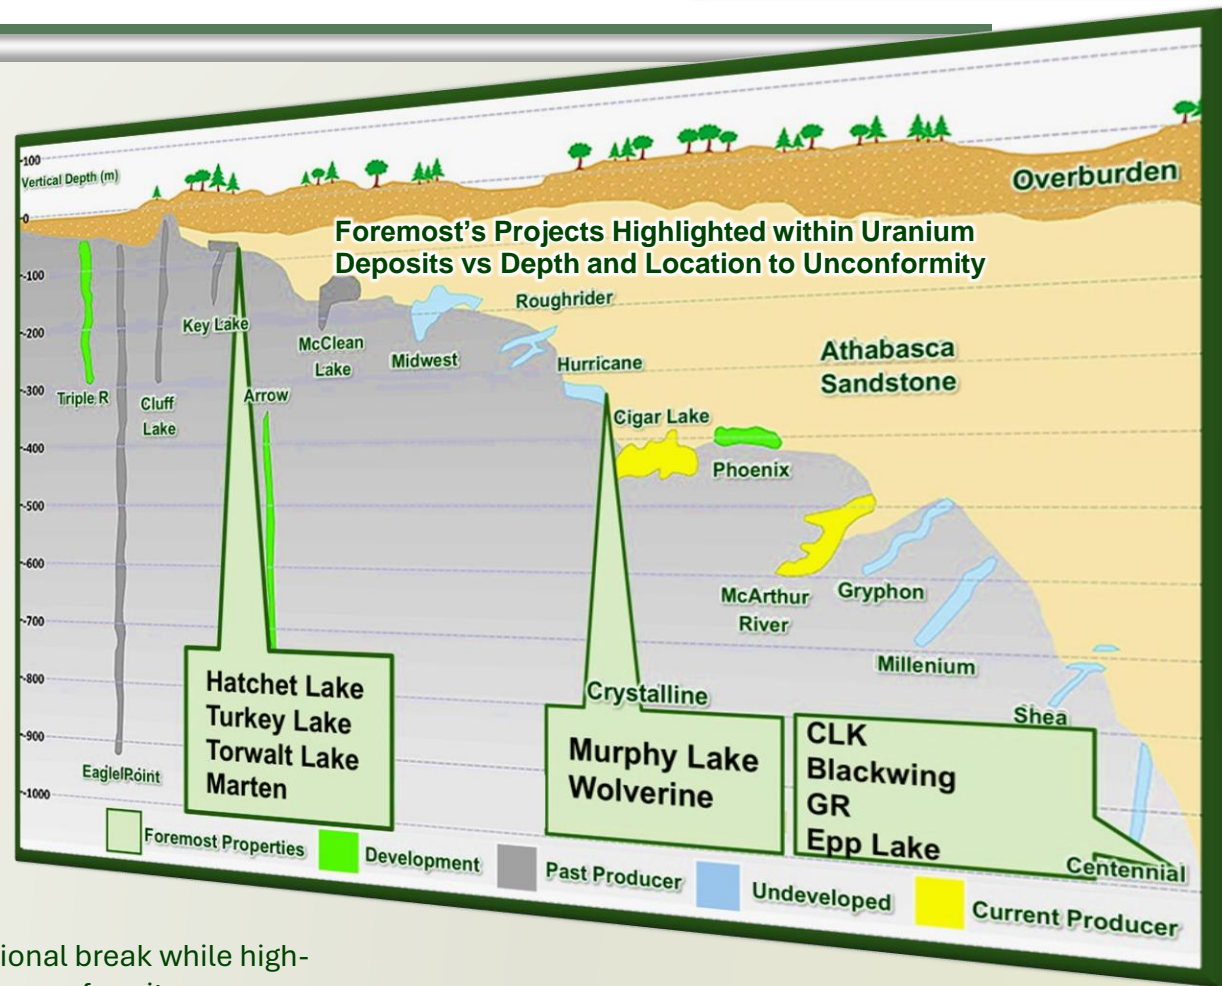 100
Vertical Depth (m)
0
-100
-200
-300
-400
-500
-600
-700
-800
-900
-1000
Overburden
Foremost's Projects Highlighted within Uranium
Deposits vs Depth and Location to Unconformity
Athabasca
Sandstone
Triple R
Cluff
Lake
Key Lake
Arrow
McClean
Lake
Midwest
Roughrider
Hurricane
Cigar Lake
Phoenix
McArthur
River
Gryphon
Millenium
Shea
Crystalline
Eagle Point
Centennial
Hatchet Lake
Turkey Lake
Torwalt Lake
Marten
Murphy Lake
Wolverine
CLK
Blackwing
GR
Epp Lake
Foremost Properties
Development
Past Producer
Undeveloped
Current Producer
ional break while high-